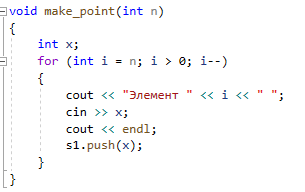 void make_point(int n)
{
    int x;
    for (int i = n; i > 0; i--)
    {
        cout << "Элемент " << i << " ";
        cin >> x;
        cout << endl;
        s1.push(x);
    }
}